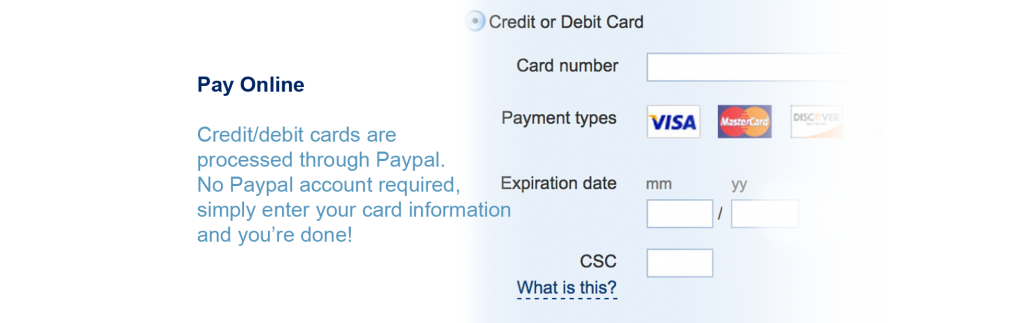 Pay Online
Credit/debit cards are
processed through Paypal.
No Paypal account required,
simply enter your card information
and you’re done!
Credit or Debit Card
Card number
Payment types VISA MasterCard DISCOVER
Expiration date mm yy
/
CSC
What is this?